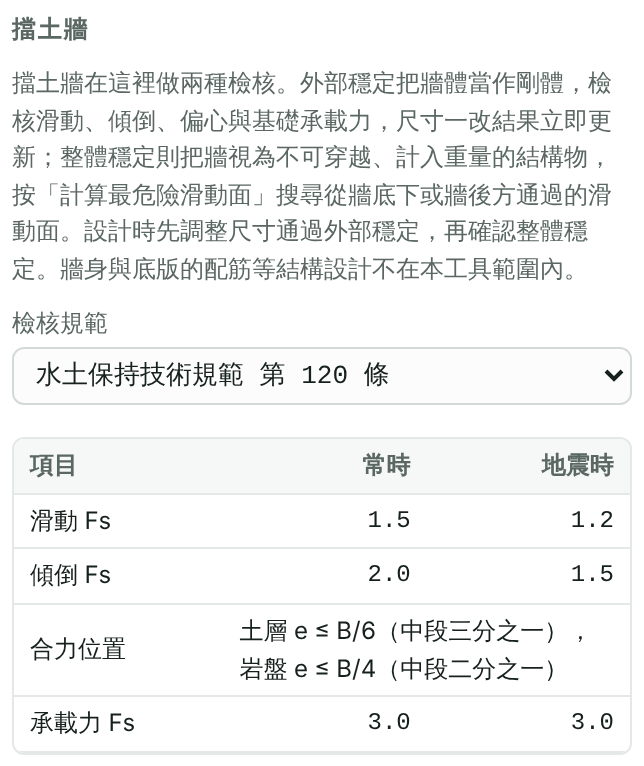 擋土牆
擋土牆在這裡做兩種檢核。外部穩定把牆體當作剛體，檢
核滑動、傾倒、偏心與基礎承載力，尺寸一改結果立即更
新；整體穩定則把牆視為不可穿越、計入重量的結構物，
按「計算最危險滑動面」搜尋從牆底下或牆後方通過的滑
動面。設計時先調整尺寸通過外部穩定，再確認整體穩
定。牆身與底版的配筋等結構設計不在本工具範圍內。
檢核規範
水土保持技術規範 第 120 條
項目 常時 地震時
滑動 Fs 1.5 1.2
傾倒 Fs 2.0 1.5
合力位置 土層 e ≤ B/6（中段三分之一），
岩盤 e ≤ B/4（中段二分之一）
承載力 Fs 3.0 3.0